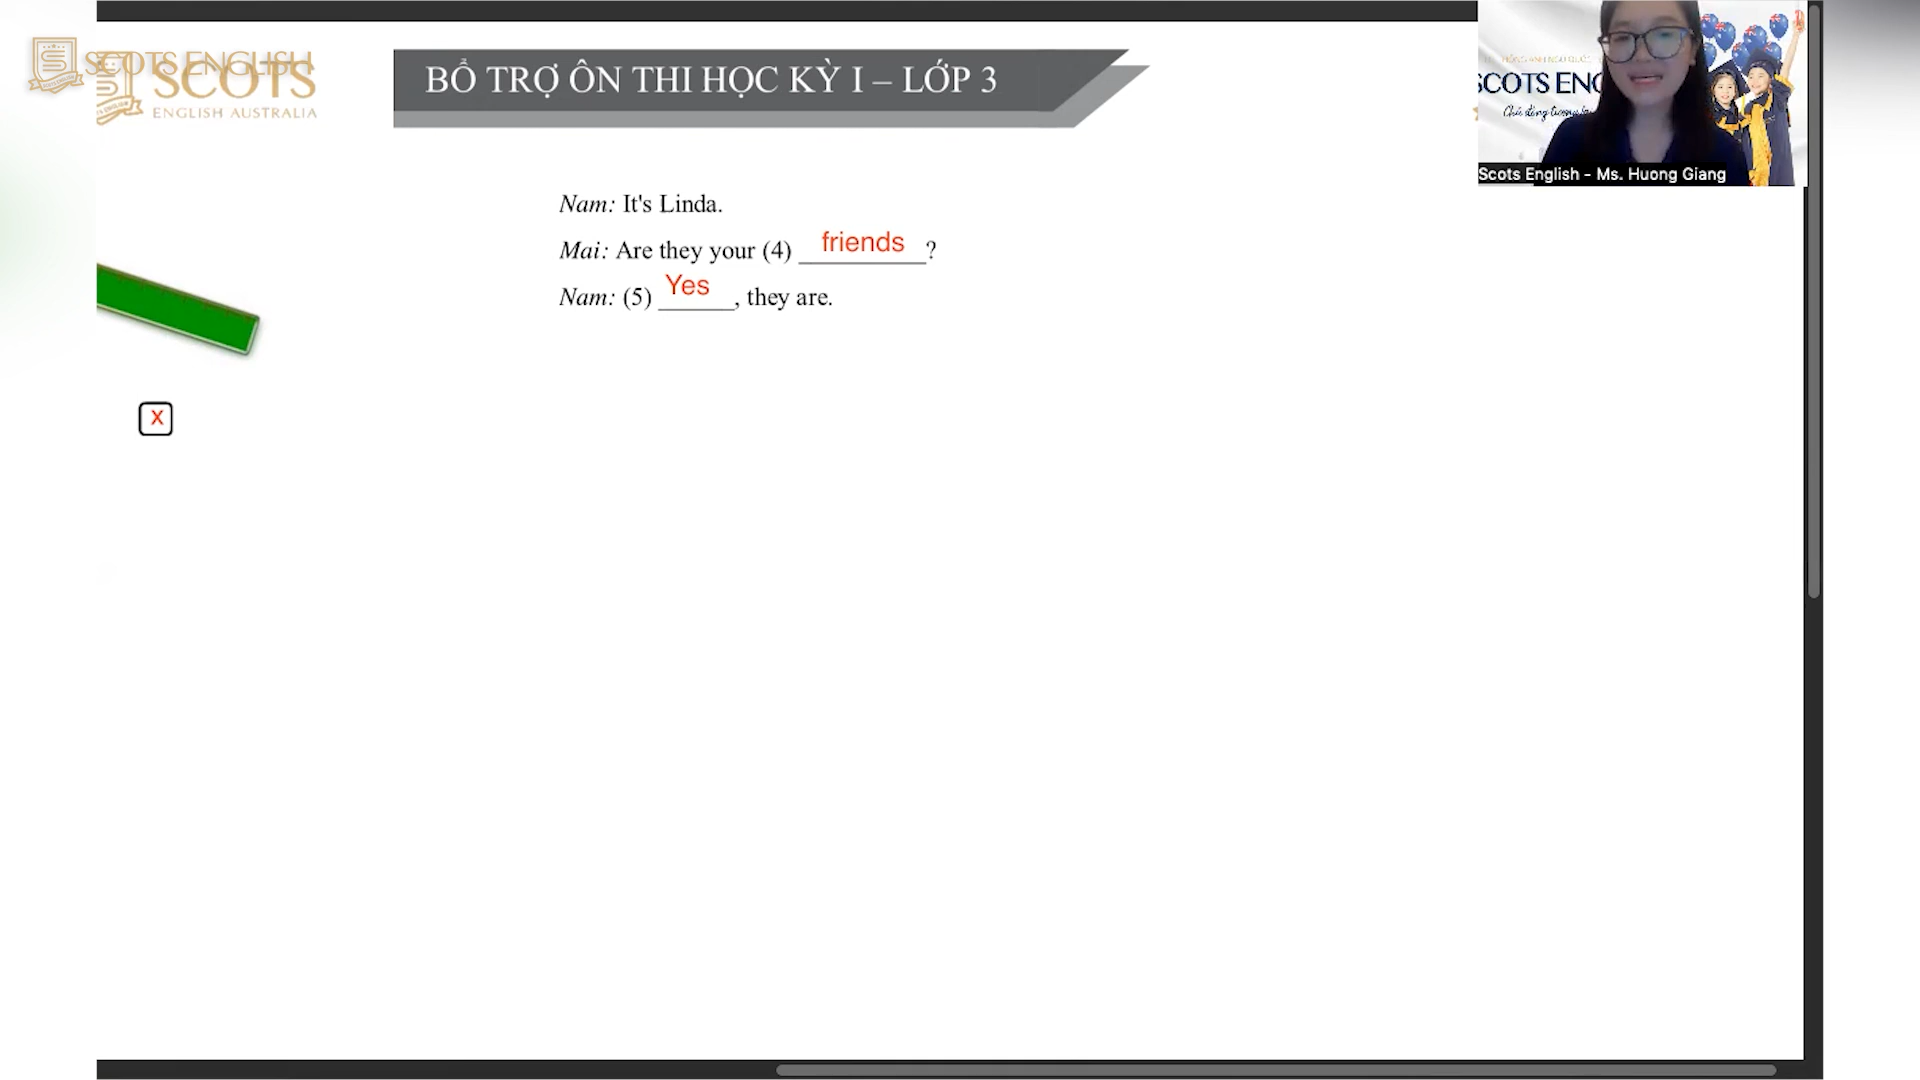 SCOTS ENGLISH
SCOTS
ENGLISH AUSTRALIA
BỔ TRỢ ÔN THI HỌC KỲ I – LỚP 3
SCOTS ENG
Scots English - Ms. Huong Giang
Nam: It's Linda.
Mai: Are they your (4) friends?
Nam: (5) Yes, they are.
x